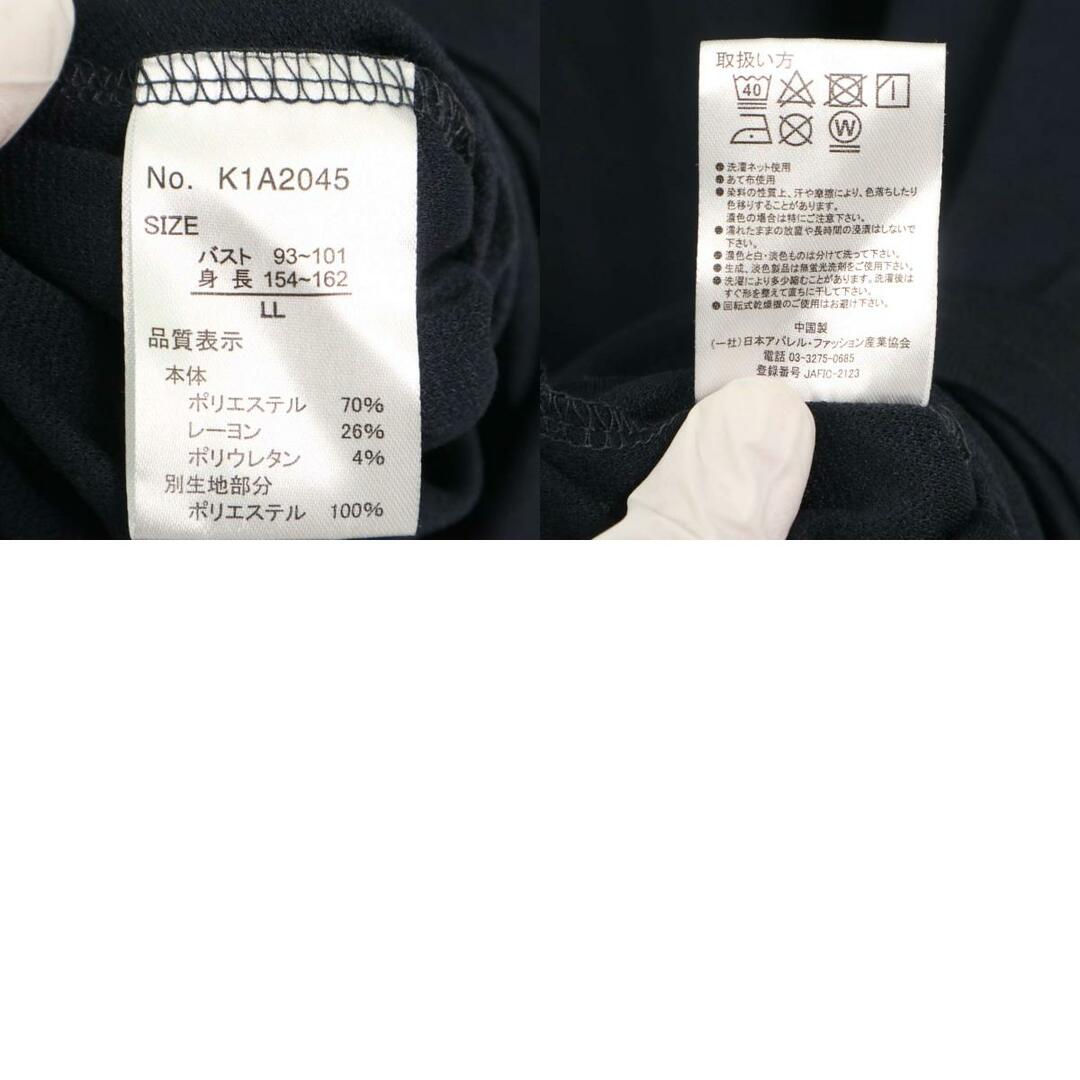 No. K1A2045
SIZE
バスト 93~101
身 長 154~162
LL
品質表示
本体
ポリエステル 70%
レーヨン 26%
ポリウレタン 4%
別生地部分
ポリエステル 100%
取扱い方
40
W
●洗濯ネット使用
●あて布使用
●染料の性質上、汗や摩擦により、色落ちしたり
色移りすることがあります。
濃色の場合は特にご注意下さい。
●濡れたままの放置や長時間の浸漬はしないで
下さい。
●濃色と白・淡色ものは分けて洗って下さい。
●生成、淡色製品は無蛍光洗剤をご使用下さい。
●洗濯により多少縮むことがあります。洗濯後は
すぐ形を整えて直ちに干して下さい。
●回転式乾燥機のご使用はお避け下さい。
中国製
(一社)日本アパレル・ファッション産業協会
電話 03-3275-0685
登録番号 JAFIC-2123